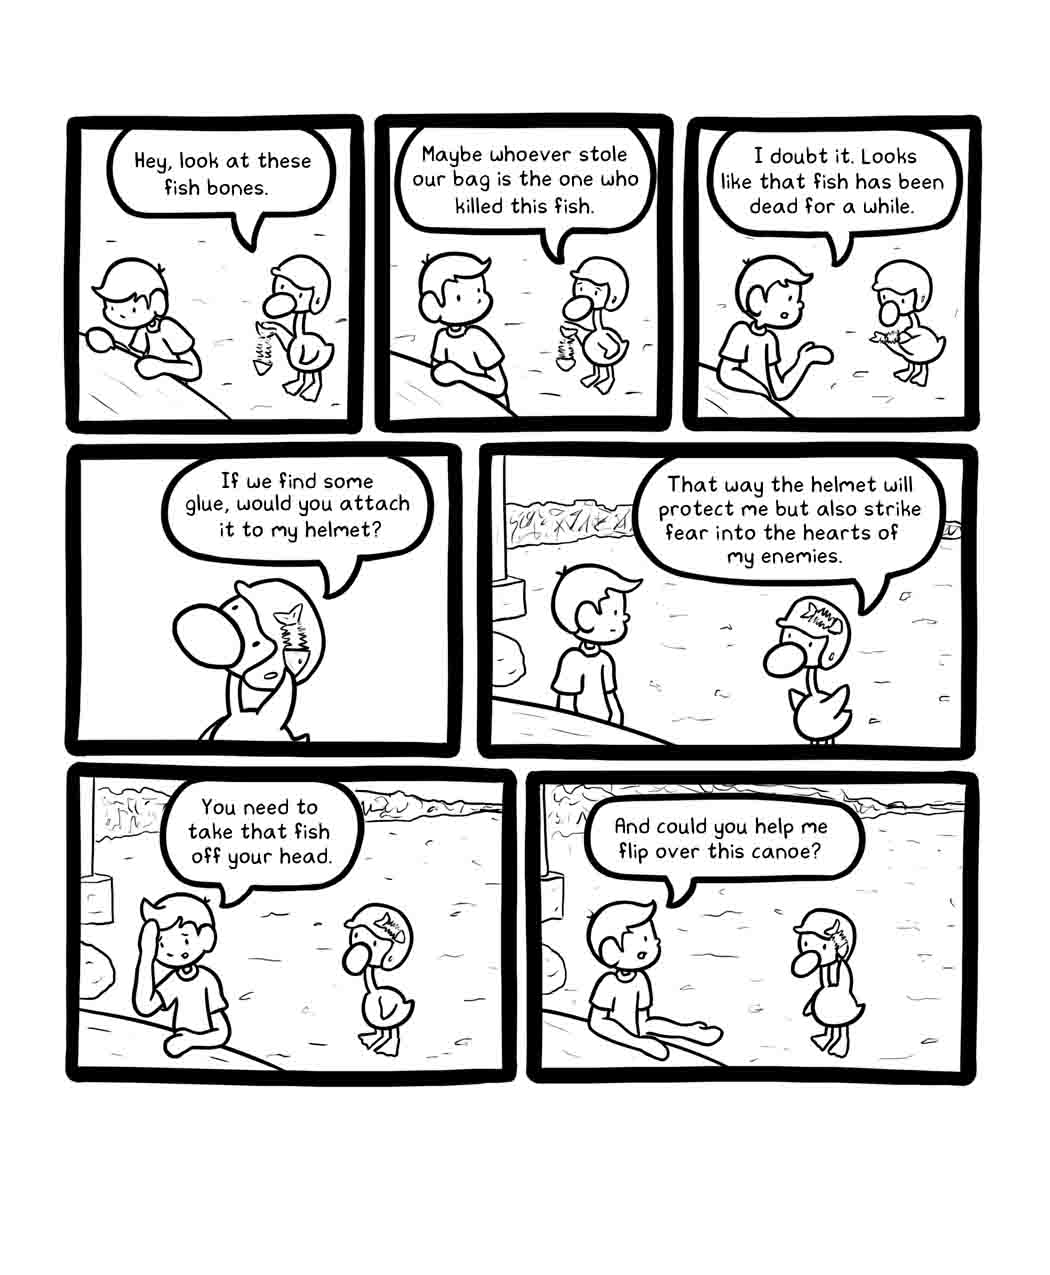 Hey, look at these
fish bones.
Maybe whoever stole
our bag is the one who
killed this fish.
I doubt it. Looks
like that fish has been
dead for a while.
If we find some
glue, would you attach
it to my helmet?
That way the helmet will
protect me but also strike
fear into the hearts of
my enemies.
You need to
take that fish
off your head.
And could you help me
flip over this canoe?